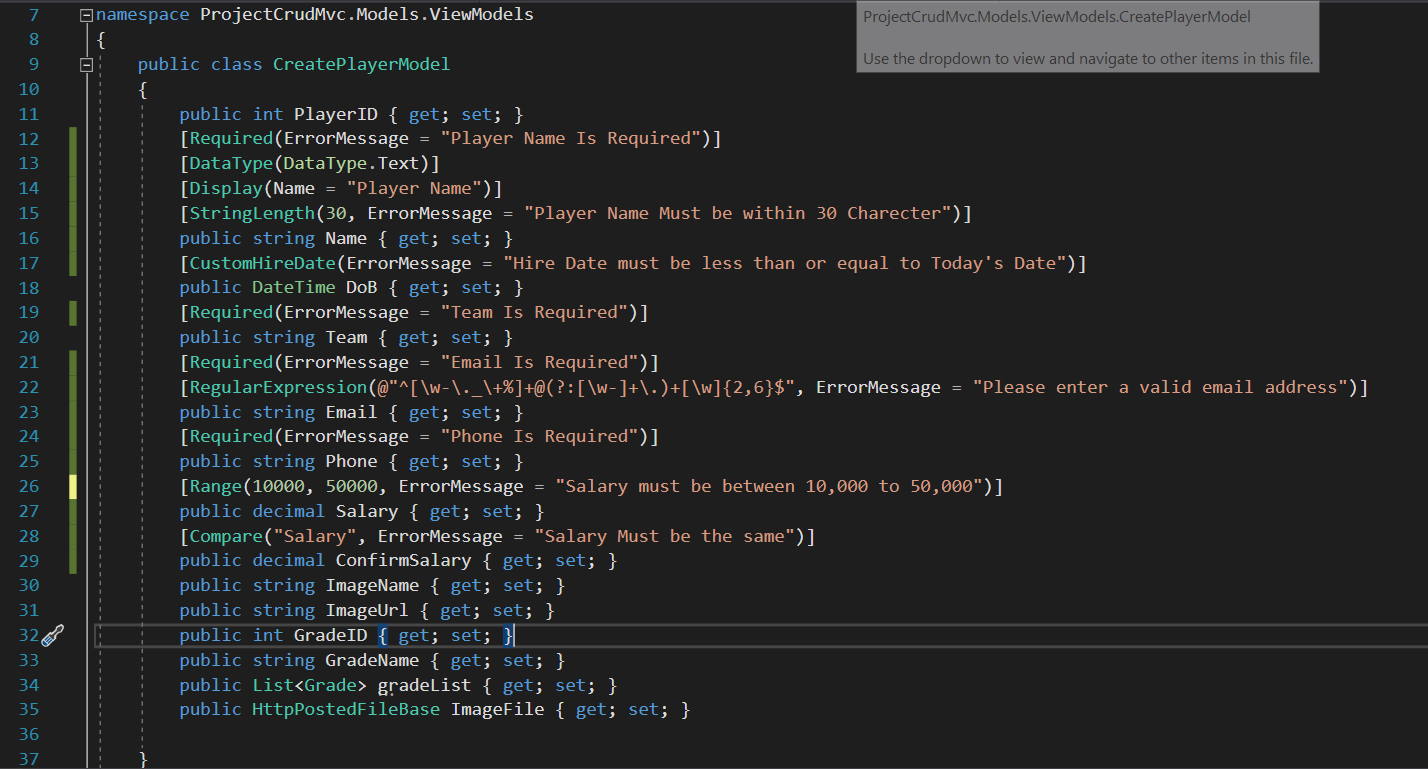 7 namespace ProjectCrudMvc.Models.ViewModels
ProjectCrudMvc.Models.ViewModels.CreatePlayerModel
Use the dropdown to view and navigate to other items in this file.
8 {
9 public class CreatePlayerModel
10 {
11 public int PlayerID { get; set; }
12 [Required(ErrorMessage = "Player Name Is Required")]
13 [DataType(DataType.Text)]
14 [Display(Name = "Player Name")]
15 [StringLength(30, ErrorMessage = "Player Name Must be within 30 Charecter")]
16 public string Name { get; set; }
17 [CustomHireDate(ErrorMessage = "Hire Date must be less than or equal to Today's Date")]
18 public DateTime DoB { get; set; }
19 [Required(ErrorMessage = "Team Is Required")]
20 public string Team { get; set; }
21 [Required(ErrorMessage = "Email Is Required")]
22 [RegularExpression(@"^[\w-\._\+%]+@(?:[\w-]+\.)+[\w]{2,6}$", ErrorMessage = "Please enter a valid email address")]
23 public string Email { get; set; }
24 [Required(ErrorMessage = "Phone Is Required")]
25 public string Phone { get; set; }
26 [Range(10000, 50000, ErrorMessage = "Salary must be between 10,000 to 50,000")]
27 public decimal Salary { get; set; }
28 [Compare("Salary", ErrorMessage = "Salary Must be the same")]
29 public decimal ConfirmSalary { get; set; }
30 public string ImageName { get; set; }
31 public string ImageUrl { get; set; }
32 public int GradeID { get; set; }
33 public string GradeName { get; set; }
34 public List<Grade> gradeList { get; set; }
35 public HttpPostedFileBase ImageFile { get; set; }
36
37 }